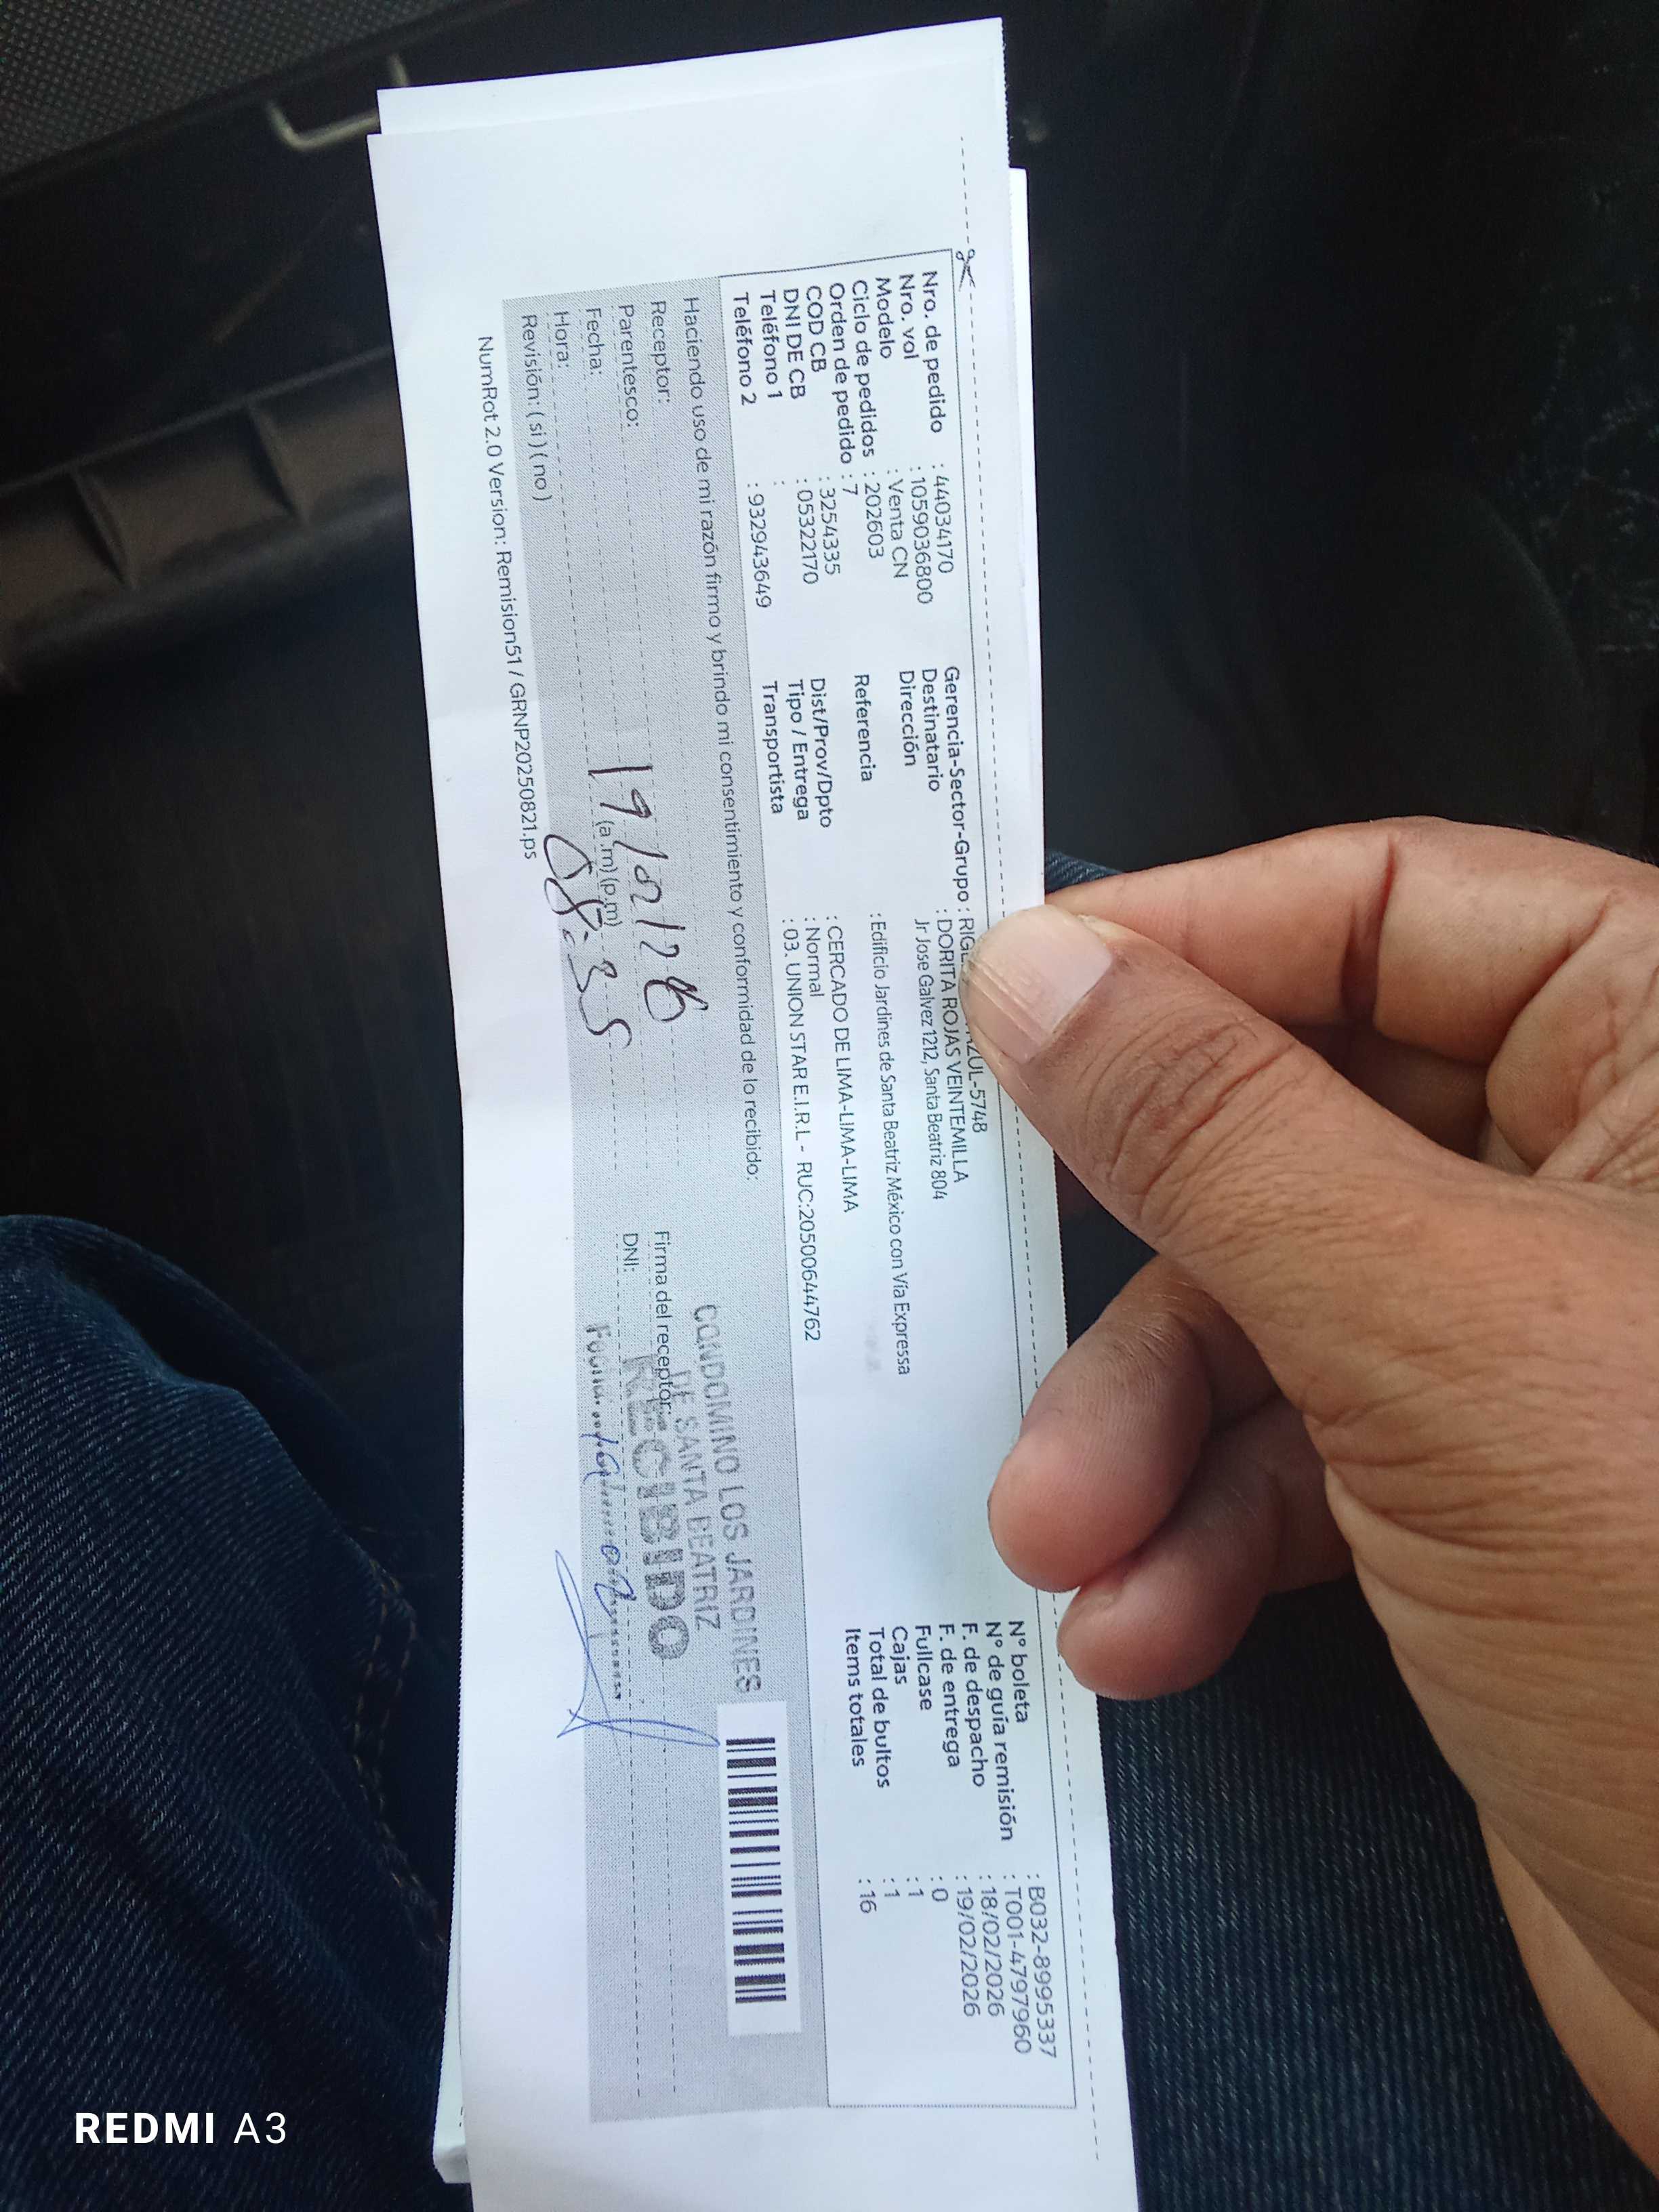 Nro. de pedido : 44034170
Nro. vol : 1059036800
Modelo : Venta CN
Ciclo de pedidos : 202603
Orden de pedido : 7
COD CB : 3254335
DNI DE CB : 05322170
Teléfono 1 :
Teléfono 2 : 932943649
Gerencia-Sector-Grupo : -5748
Destinatario : DORITA ROJAS VEINTEMILLA
Dirección Jr Jose Galvez 1212, Santa Beatriz 804
Referencia : Edificio Jardines de Santa Beatriz México con Vía Expressa
Dist/Prov/Dpto : CERCADO DE LIMA-LIMA-LIMA
Tipo / Entrega : Normal
Transportista : 03. UNION STAR E.I.R.L - RUC:20500644762
N° boleta : B032-8995337
N° de guía remisión : T001-4797960
F. de despacho : 18/02/2026
F. de entrega : 19/02/2026
Fullcase : 0
Cajas : 1
Total de bultos : 1
Items totales : 16
Haciendo uso de mi razón firmo y brindo mi consentimiento y conformidad de lo recibido:
Receptor:
Parentesco:
Fecha: 19/02/26
Hora: (a.m) (p.m) 08:35
Revisión: ( si ) ( no )
Firma del receptor:
DNI:
CONDOMINO LOS JARDINES
DE SANTA BEATRIZ
RECIBIDO
NumRot 2.0 Version: Remision51 / GRNP20250821.ps
REDMI A3